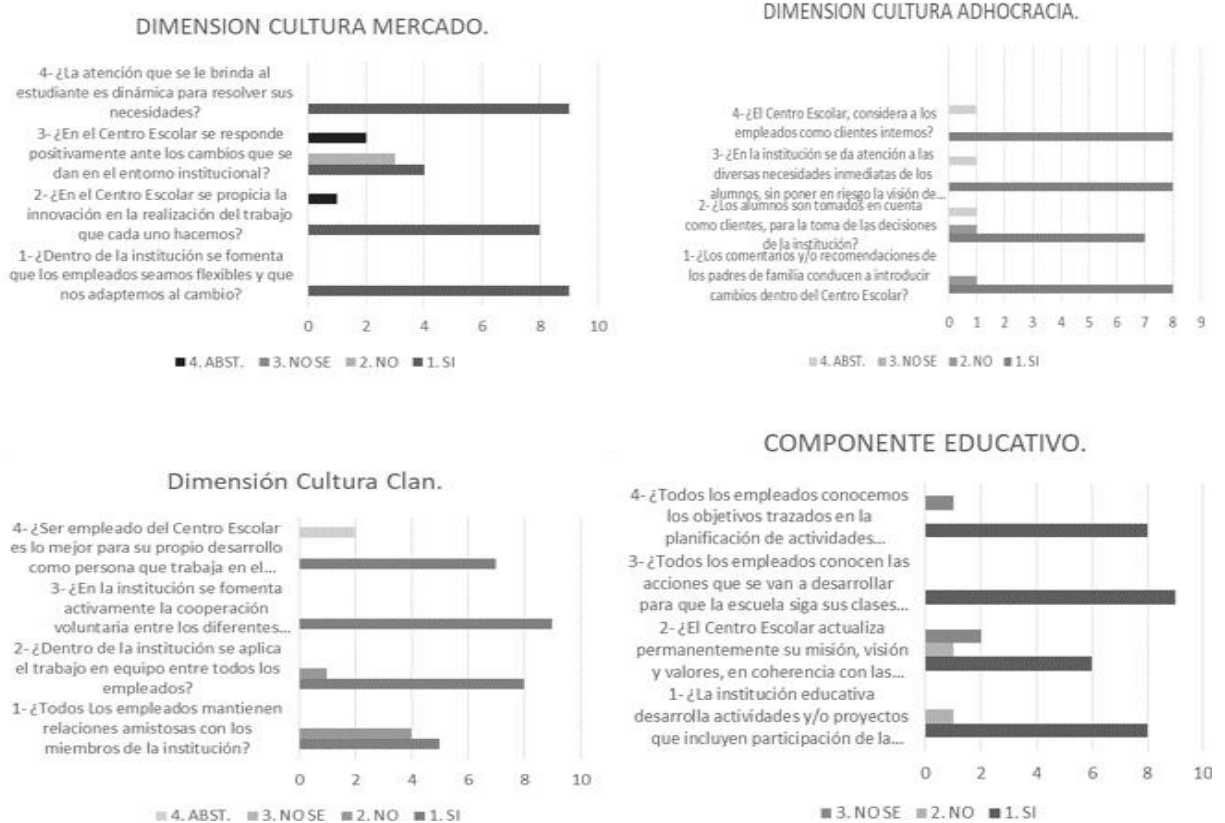 DIMENSION CULTURA MERCADO.
4- ¿La atención que se le brinda al
estudiante es dinámica para resolver sus
necesidades?
3- ¿En el Centro Escolar se responde
positivamente ante los cambios que se
dan en el entorno institucional?
2- ¿En el Centro Escolar se propicia la
innovación en la realización del trabajo
que cada uno hacemos?
1- ¿Dentro de la institución se fomenta
que los empleados seamos flexibles y que
nos adaptemos al cambio?
0 2 4 6 8 10
4. ABST. 3. NO SE 2. NO 1. SI
DIMENSION CULTURA ADHOCRACIA.
4- ¿El Centro Escolar, considera a los
empleados como clientes internos?
3- ¿En la institución se da atención a las
diversas necesidades inmediatas de los
alumnos, sin poner en riesgo la visión de...
2- ¿Los alumnos son tomados en cuenta
como clientes, para la toma de las decisiones
de la institución?
1- ¿Los comentarios y/o recomendaciones de
los padres de familia conducen a introducir
cambios dentro del Centro Escolar?
0 1 2 3 4 5 6 7 8 9
4. ABST. 3. NO SE 2. NO 1. SI
Dimensión Cultura Clan.
4- ¿Ser empleado del Centro Escolar
es lo mejor para su propio desarrollo
como persona que trabaja en el...
3- ¿En la institución se fomenta
activamente la cooperación
voluntaria entre los diferentes...
2- ¿Dentro de la institución se aplica
el trabajo en equipo entre todos los
empleados?
1- ¿Todos Los empleados mantienen
relaciones amistosas con los
miembros de la institución?
0 2 4 6 8 10
4. ABST. 3. NO SE 2. NO 1. SI
COMPONENTE EDUCATIVO.
4- ¿Todos los empleados conocemos
los objetivos trazados en la
planificación de actividades...
3- ¿Todos los empleados conocen las
acciones que se van a desarrollar
para que la escuela siga sus clases...
2- ¿El Centro Escolar actualiza
permanentemente su misión, visión
y valores, en coherencia con las...
1- ¿La institución educativa
desarrolla actividades y/o proyectos
que incluyen participación de la...
0 2 4 6 8 10
3. NO SE 2. NO 1. SI